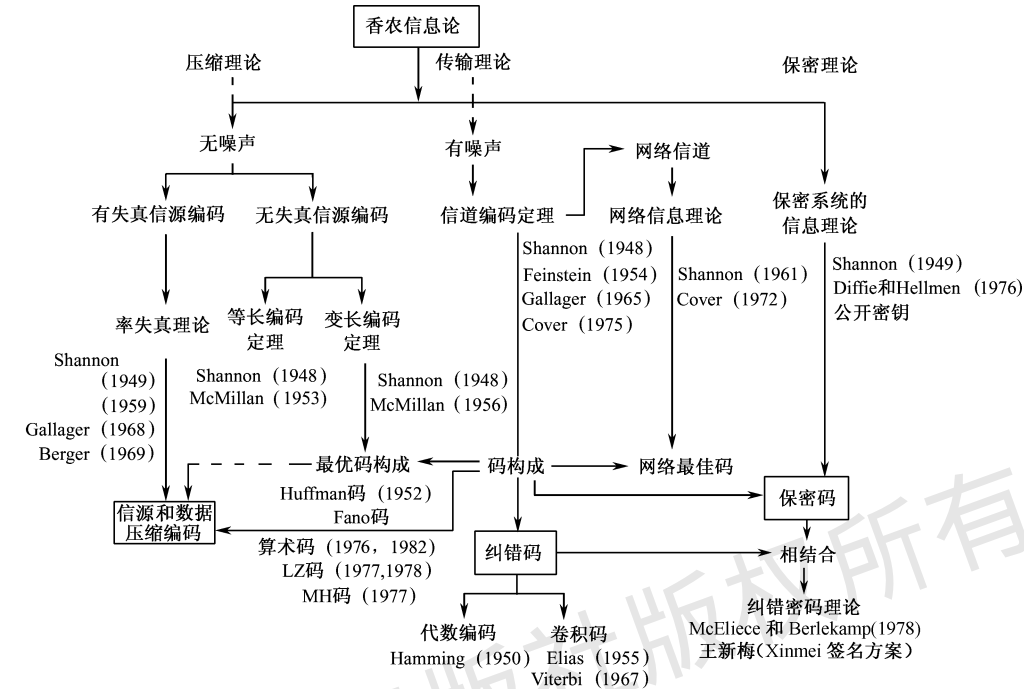 香农信息论
压缩理论
传输理论
保密理论
无噪声
有噪声
网络信道
有失真信源编码
无失真信源编码
信道编码定理
网络信息理论
保密系统的
信息理论
Shannon（1948）
Feinstein（1954）
Gallager（1965）
Cover（1975）
Shannon（1961）
Cover（1972）
Shannon（1949）
Diffie和Hellmen（1976）
公开密钥
率失真理论
等长编码
定理
变长编码
定理
Shannon
（1949）
（1959）
Gallager（1968）
Berger（1969）
Shannon（1948）
McMillan（1953）
Shannon（1948）
McMillan（1956）
最优码构成
码构成
网络最佳码
Huffman码（1952）
Fano码
算术码（1976，1982）
LZ码（1977,1978）
MH码（1977）
信源和数据
压缩编码
保密码
纠错码
相结合
纠错密码理论
McEliece 和 Berlekamp(1978)
王新梅（Xinmei 签名方案）
代数编码
Hamming（1950）
卷积码
Elias（1955）
Viterbi（1967）
社版权所有